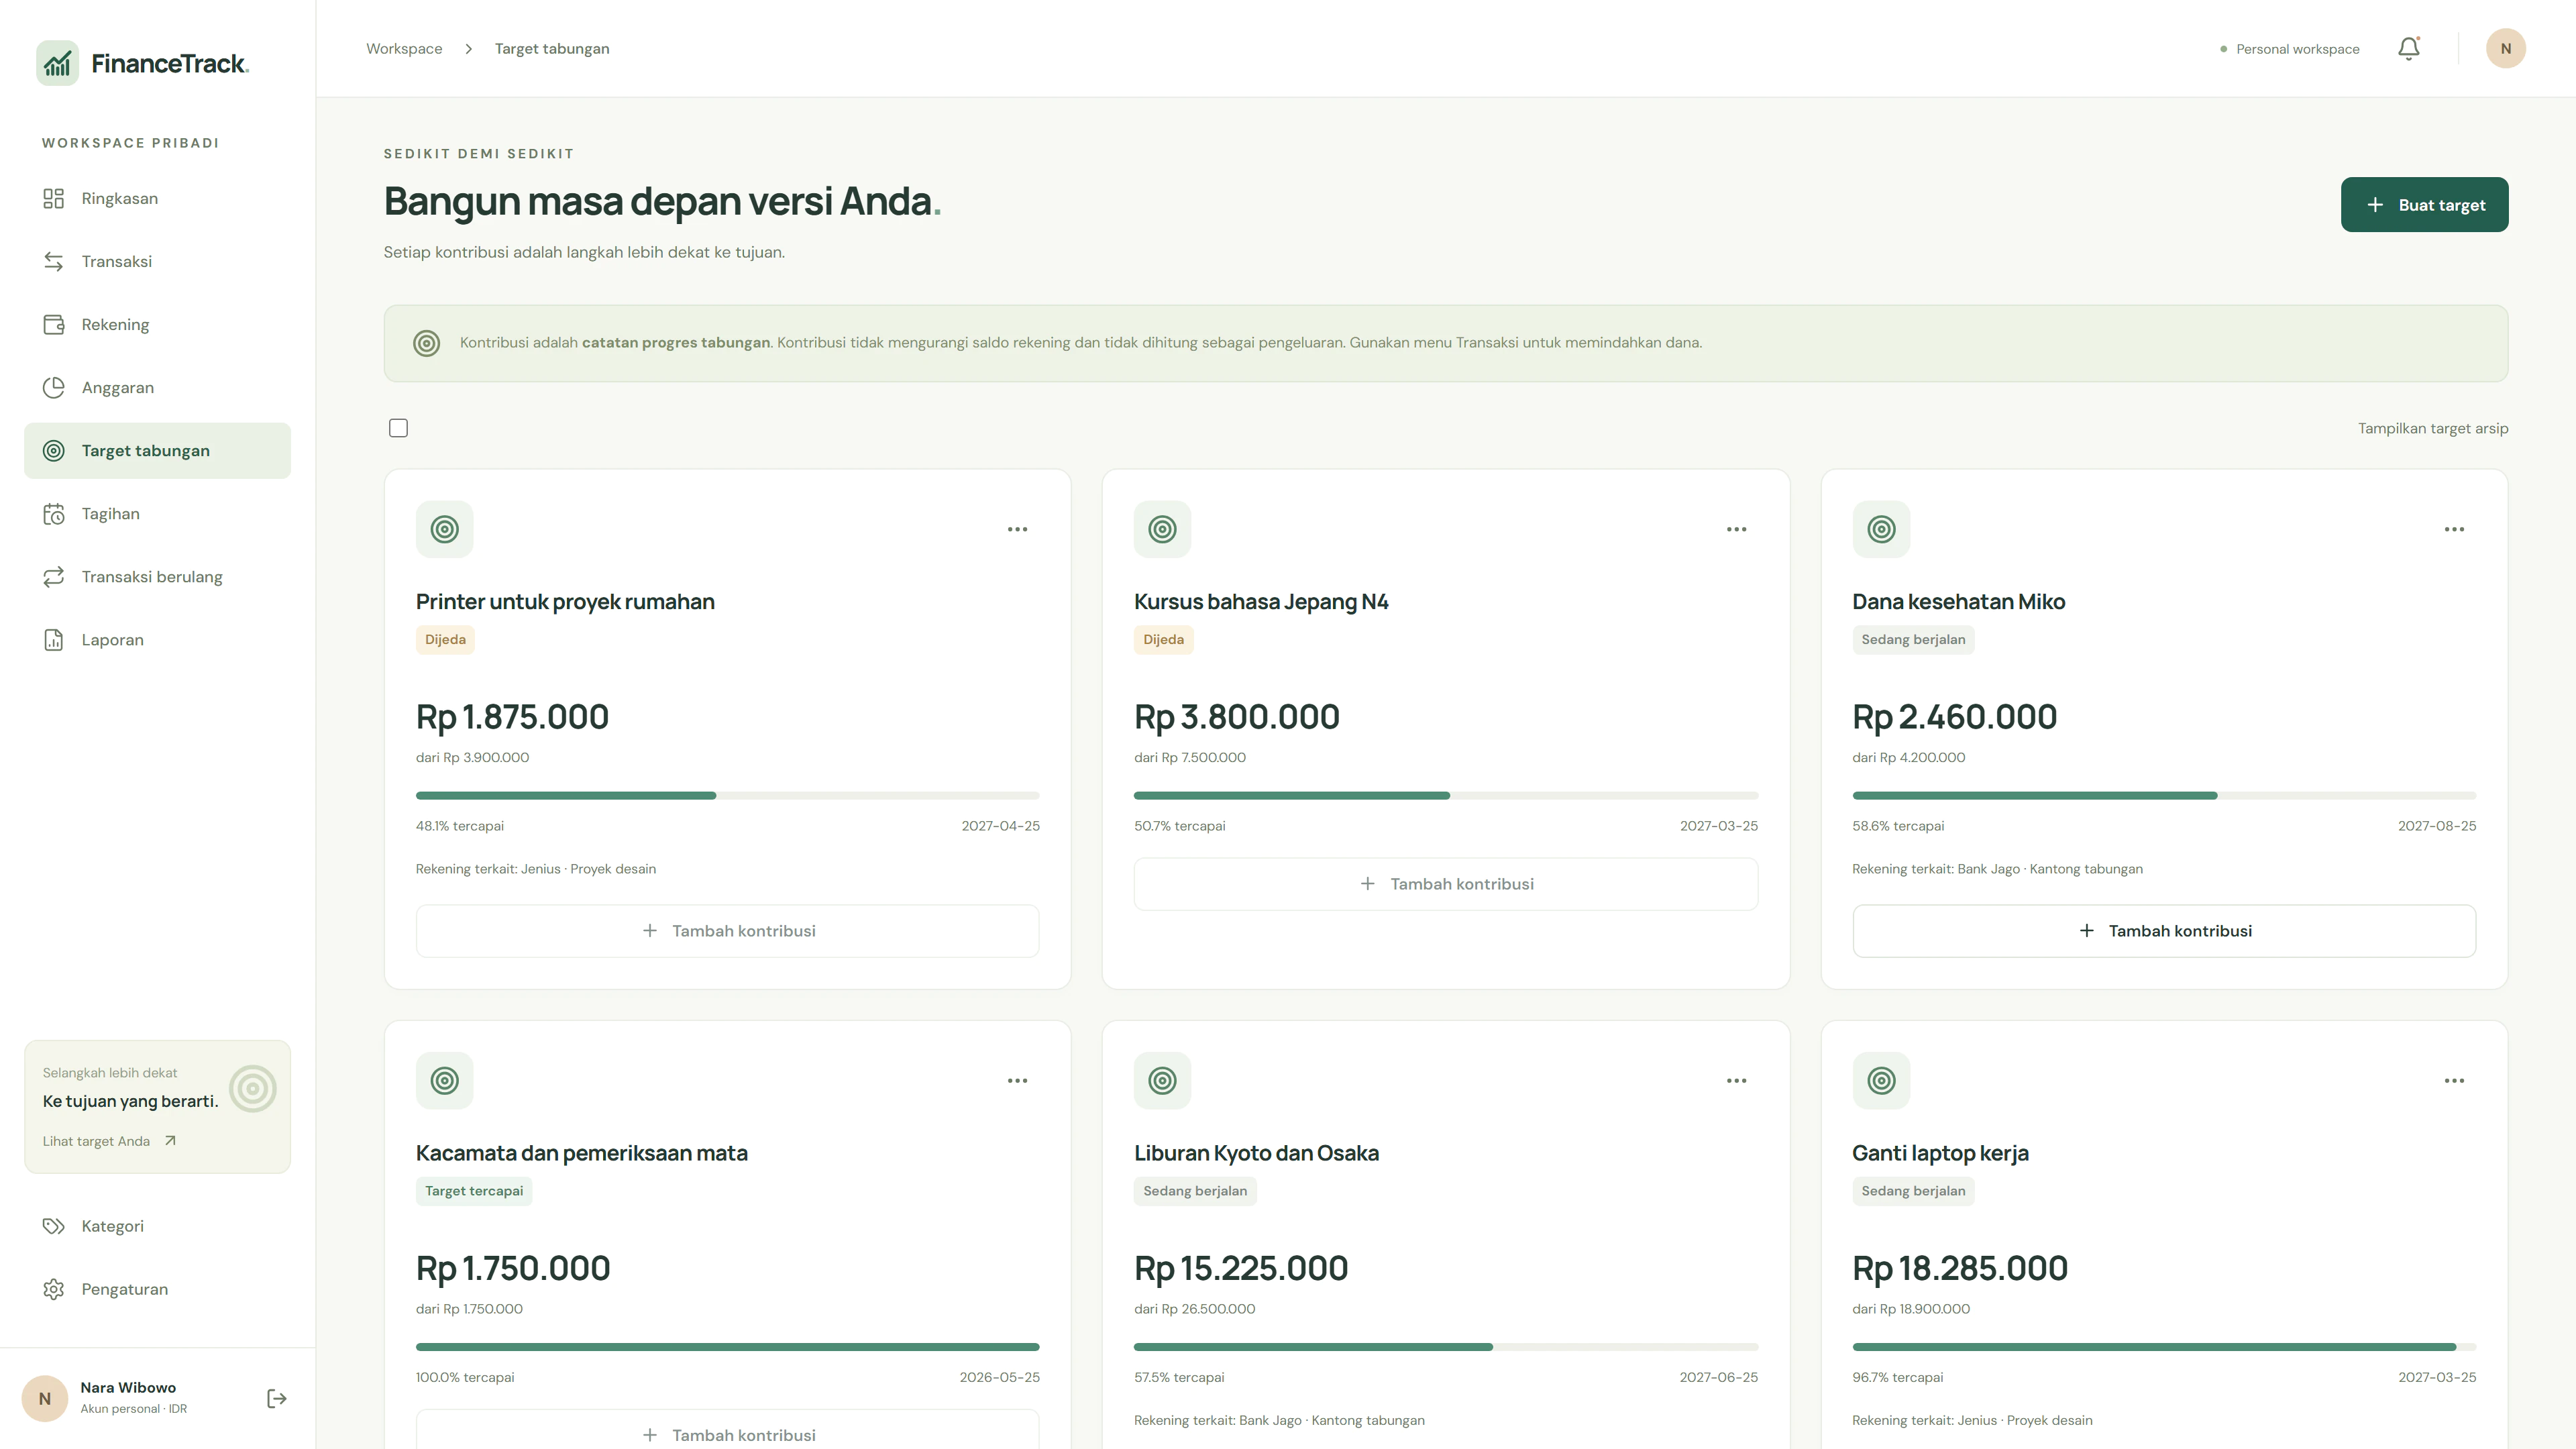 FinanceTrack.
WORKSPACE PRIBADI
Ringkasan
Transaksi
Rekening
Anggaran
Target tabungan
Tagihan
Transaksi berulang
Laporan
Selangkah lebih dekat
Ke tujuan yang berarti.
Lihat target Anda
Kategori
Pengaturan
N
Nara Wibowo
Akun personal · IDR
Workspace
Target tabungan
Personal workspace
N
SEDIKIT DEMI SEDIKIT
Bangun masa depan versi Anda.
Setiap kontribusi adalah langkah lebih dekat ke tujuan.
Buat target
Kontribusi adalah catatan progres tabungan. Kontribusi tidak mengurangi saldo rekening dan tidak dihitung sebagai pengeluaran. Gunakan menu Transaksi untuk memindahkan dana.
Tampilkan target arsip
Printer untuk proyek rumahan
Dijeda
Rp 1.875.000
dari Rp 3.900.000
48.1% tercapai
2027-04-25
Rekening terkait: Jenius · Proyek desain
Tambah kontribusi
Kursus bahasa Jepang N4
Dijeda
Rp 3.800.000
dari Rp 7.500.000
50.7% tercapai
2027-03-25
Tambah kontribusi
Dana kesehatan Miko
Sedang berjalan
Rp 2.460.000
dari Rp 4.200.000
58.6% tercapai
2027-08-25
Rekening terkait: Bank Jago · Kantong tabungan
Tambah kontribusi
Kacamata dan pemeriksaan mata
Target tercapai
Rp 1.750.000
dari Rp 1.750.000
100.0% tercapai
2026-05-25
Tambah kontribusi
Liburan Kyoto dan Osaka
Sedang berjalan
Rp 15.225.000
dari Rp 26.500.000
57.5% tercapai
2027-06-25
Rekening terkait: Bank Jago · Kantong tabungan
Ganti laptop kerja
Sedang berjalan
Rp 18.285.000
dari Rp 18.900.000
96.7% tercapai
2027-03-25
Rekening terkait: Jenius · Proyek desain